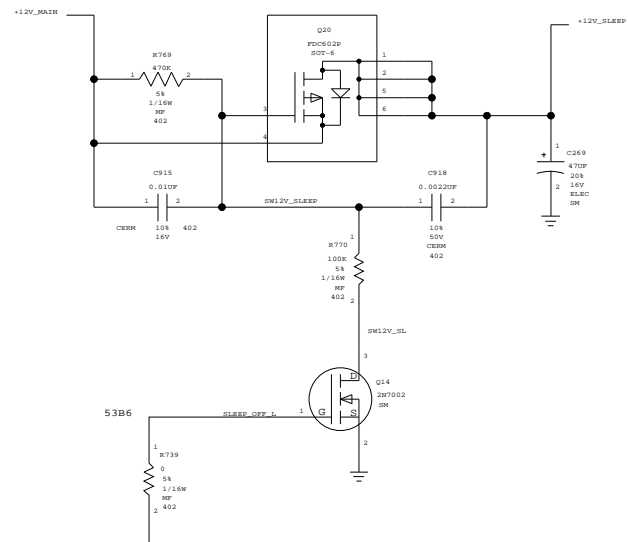 +12V_MAIN
+12V_SLEEP
Q20
FDC602P
SOT-6
R769
470K
1
2
5%
1/16W
MF
402
3
4
1
2
5
6
C915
0.01UF
1
2
CERM
10%
402
16V
SW12V_SLEEP
C918
0.0022UF
1
2
10%
50V
CERM
402
1
C269
+
47UF
20%
2
16V
ELEC
SM
1
R770
100K
5%
1/16W
MF
402
2
SW12V_SL
3
D
Q14
2N7002
SM
G
S
1
2
53B6
SLEEP_OFF_L
1
R739
0
5%
1/16W
MF
402
2